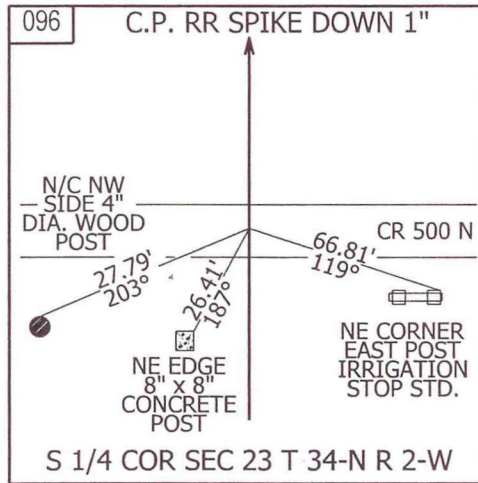 096
C.P. RR SPIKE DOWN 1"
N/C NW
SIDE 4"
DIA. WOOD
POST
CR 500 N
27.79'
203°
26.41'
187°
66.81'
119°
NE EDGE
8" x 8"
CONCRETE
POST
NE CORNER
EAST POST
IRRIGATION
STOP STD.
S 1/4 COR SEC 23 T 34-N R 2-W